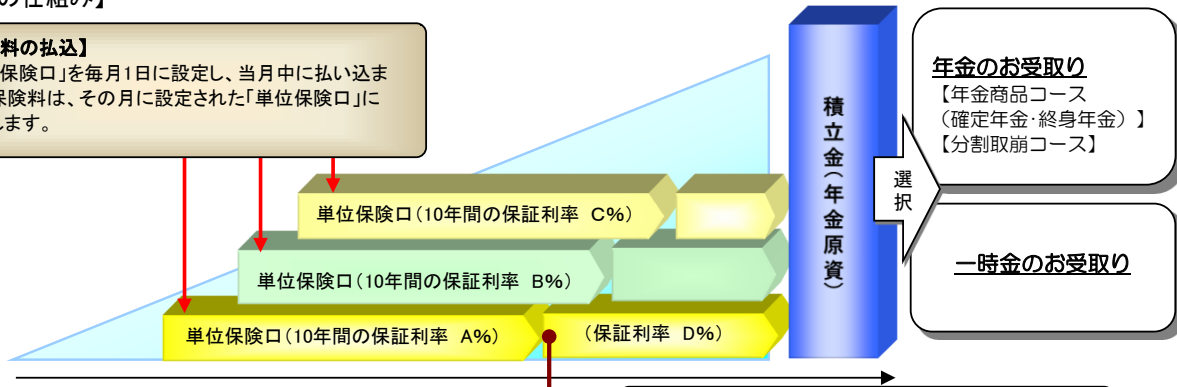 の仕組み】
料の払込】
保険口」を毎月1日に設定し、当月中に払い込ま
保険料は、その月に設定された「単位保険口」に
します。
単位保険口(10年間の保証利率 C%)
単位保険口(10年間の保証利率 B%)
単位保険口(10年間の保証利率 A%)
(保証利率 D%)
積立金(年金原資)
選択
年金のお受取り
【年金商品コース
(確定年金・終身年金)】
【分割取崩コース】
一時金のお受取り